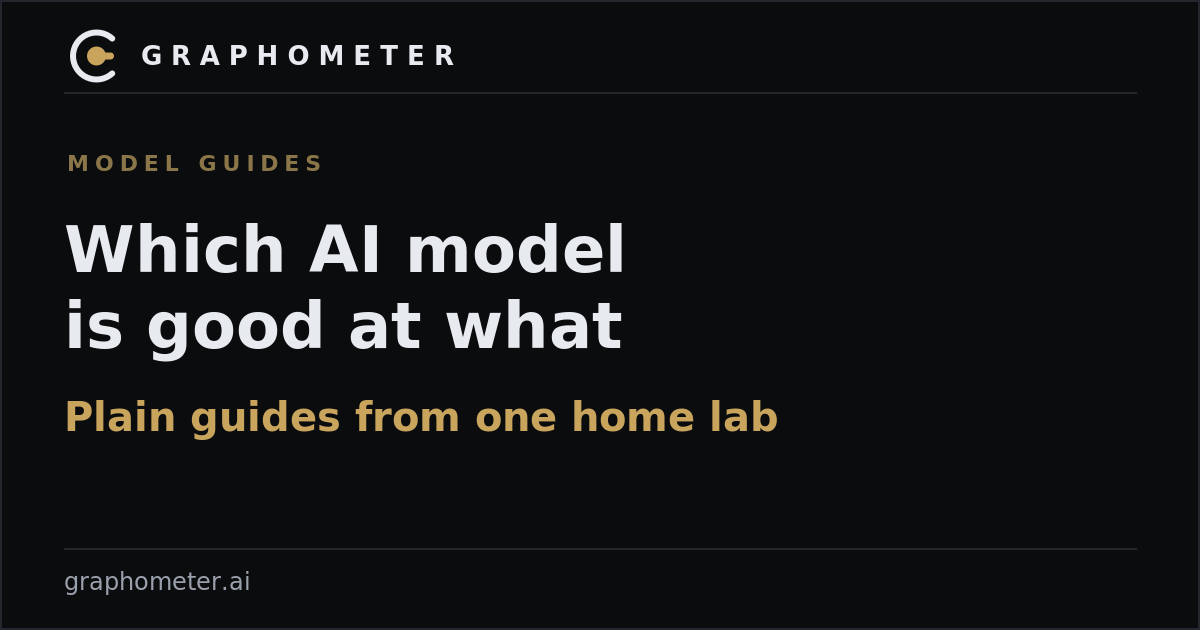 GRAPHOMETER
MODEL GUIDES
Which AI model
is good at what
Plain guides from one home lab
graphometer.ai